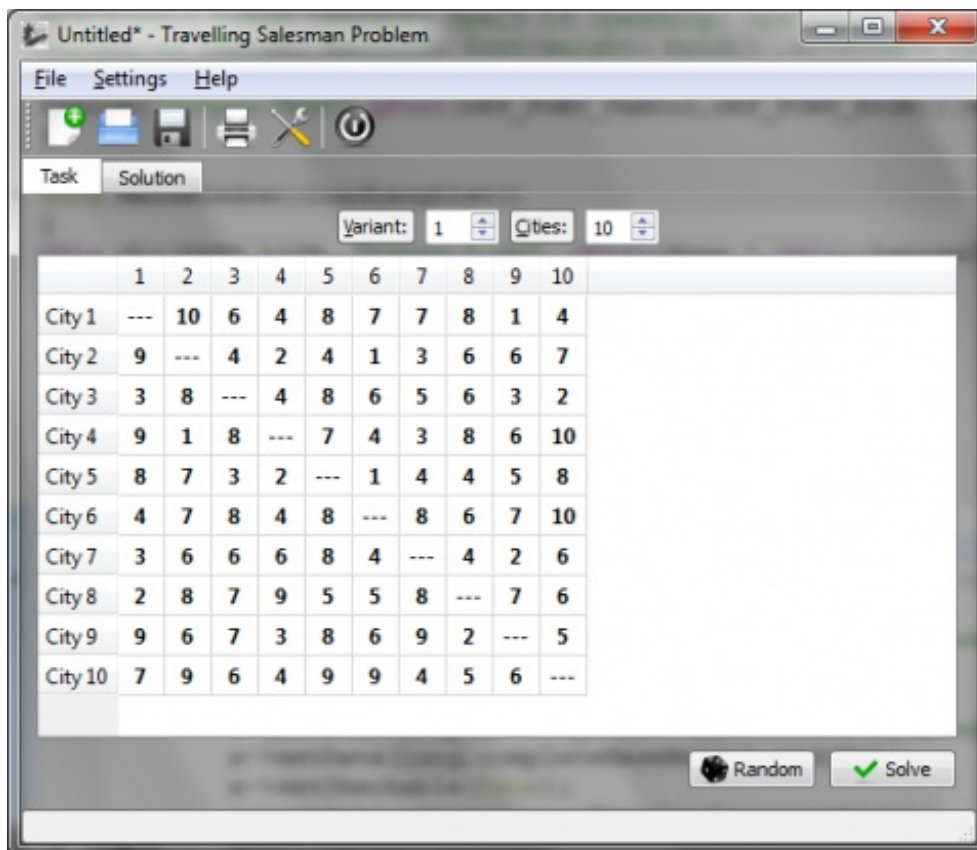 Untitled* - Travelling Salesman Problem
File Settings Help
Task Solution
Variant: 1 Cities: 10
1 2 3 4 5 6 7 8 9 10
City 1 --- 10 6 4 8 7 7 8 1 4
City 2 9 --- 4 2 4 1 3 6 6 7
City 3 3 8 --- 4 8 6 5 6 3 2
City 4 9 1 8 --- 7 4 3 8 6 10
City 5 8 7 3 2 --- 1 4 4 5 8
City 6 4 7 8 4 8 --- 8 6 7 10
City 7 3 6 6 6 8 4 --- 4 2 6
City 8 2 8 7 9 5 5 8 --- 7 6
City 9 9 6 7 3 8 6 9 2 --- 5
City 10 7 9 6 4 9 9 4 5 6 ---
Random Solve